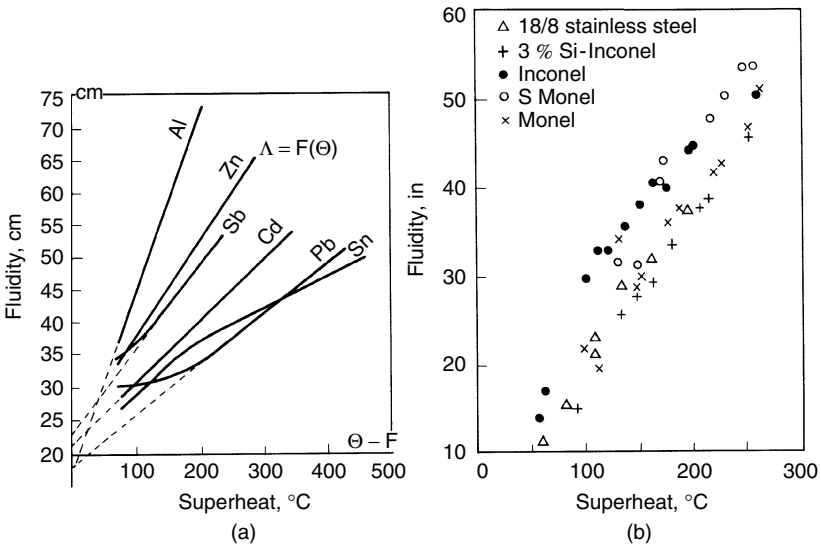 75
cm
70
65
60
55
50
45
40
35
30
25
20
Fluidity, cm
Al
Zn
Λ = F(Θ)
Sb
Cd
Pb
Sn
Θ – F
100
200
300
400
500
Superheat, °C
(a)
60
50
40
30
20
10
Fluidity, in
△ 18/8 stainless steel
+ 3 % Si-Inconel
● Inconel
○ S Monel
× Monel
0
100
200
300
Superheat, °C
(b)